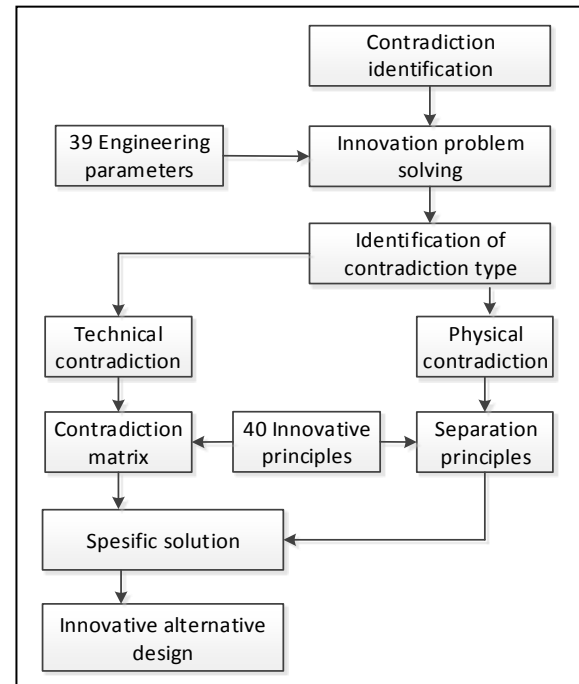 Contradiction
identification
39 Engineering
parameters
Innovation problem
solving
Identification of
contradiction type
Technical
contradiction
Physical
contradiction
Contradiction
matrix
40 Innovative
principles
Separation
principles
Spesific solution
Innovative alternative
design